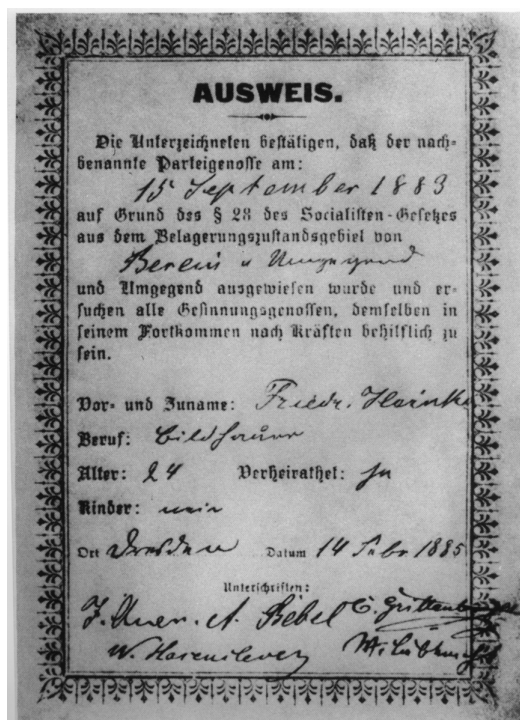 AUSWEIS.
Die Unterzeichneten bestätigen, daß der nach-
benannte Parteigenosse am:
15 September 1883
auf Grund des § 28 des Socialisten-Gesetzes
aus dem Belagerungszustandsgebiet von
Berlin u Umgegend
und Umgegend ausgewiesen wurde und er-
suchen alle Gesinnungsgenossen, demselben in
seinem Fortkommen nach Kräften behilflich zu
sein.
Vor- und Zuname: Friedr. Heinke
Beruf: Bildhauer
Alter: 24 Verheirathet: ja
Kinder: nein
Ort Dresden Datum 14 Febr 1885
Unterschriften:
A. Bebel
W. Hasenclever